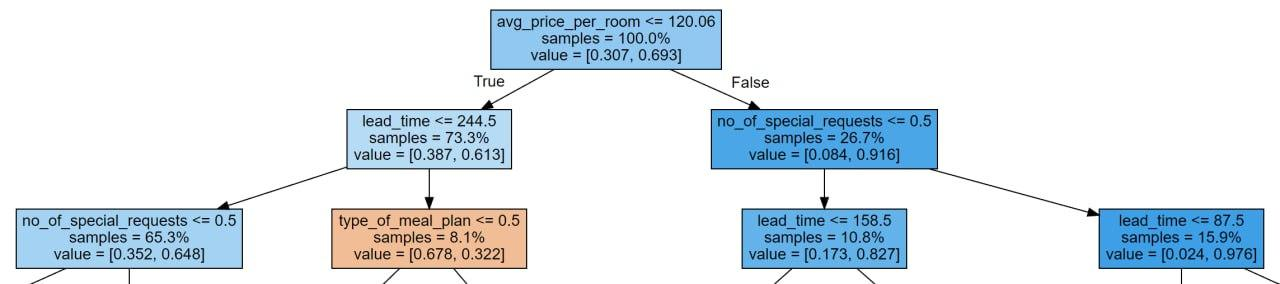 avg_price_per_room <= 120.06
samples = 100.0%
value = [0.307, 0.693]
True
False
lead_time <= 244.5
samples = 73.3%
value = [0.387, 0.613]
no_of_special_requests <= 0.5
samples = 26.7%
value = [0.084, 0.916]
no_of_special_requests <= 0.5
samples = 65.3%
value = [0.352, 0.648]
type_of_meal_plan <= 0.5
samples = 8.1%
value = [0.678, 0.322]
lead_time <= 158.5
samples = 10.8%
value = [0.173, 0.827]
lead_time <= 87.5
samples = 15.9%
value = [0.024, 0.976]